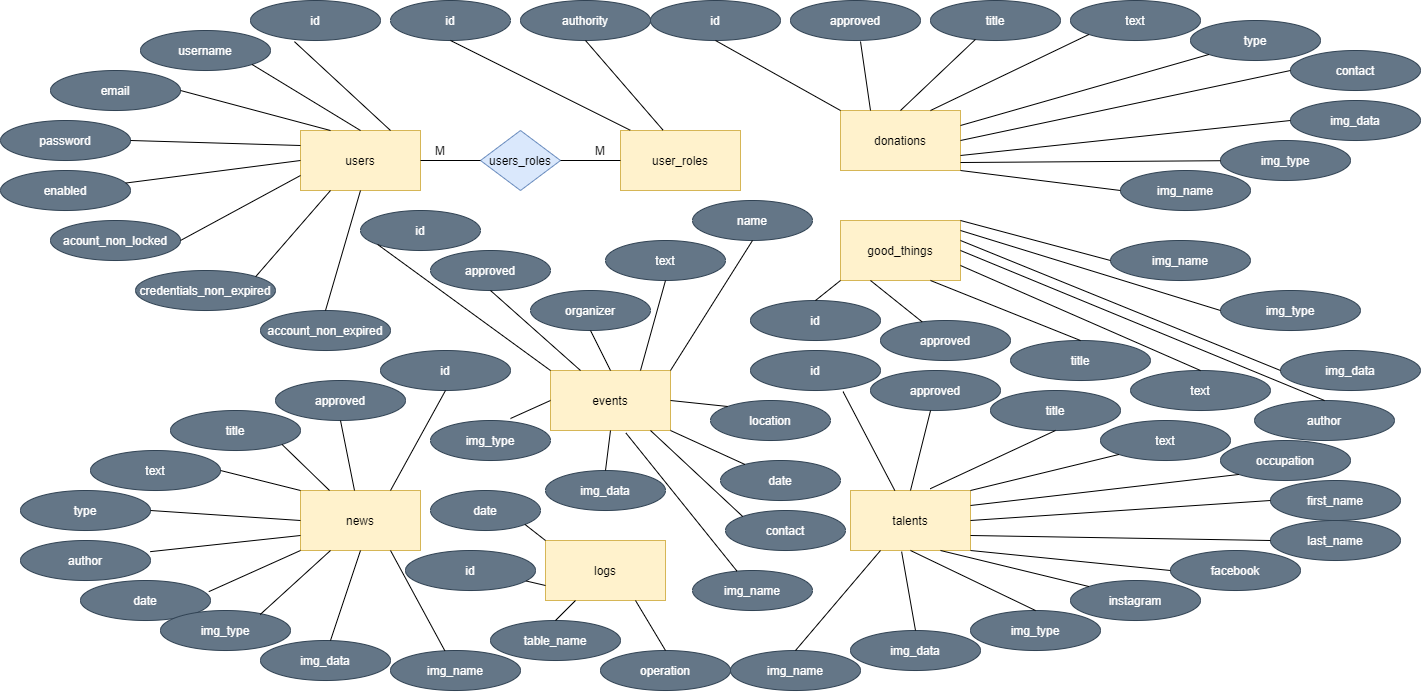 id
id
authority
id
approved
title
text
username
type
email
contact
password
users
M
users_roles
M
user_roles
donations
img_data
img_type
enabled
img_name
acount_non_locked
id
name
good_things
approved
text
img_name
credentials_non_expired
organizer
id
img_type
account_non_expired
approved
title
id
id
img_data
approved
events
approved
text
title
location
title
author
text
img_type
text
occupation
date
img_data
first_name
type
date
news
contact
talents
last_name
author
id
logs
facebook
date
img_name
instagram
img_type
table_name
img_type
img_data
img_data
img_name
operation
img_name